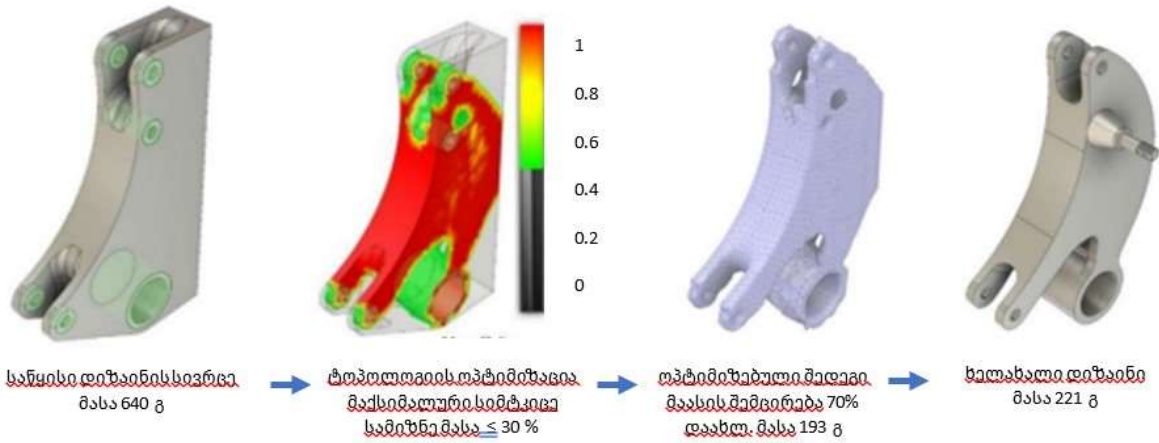 1
0.8
0.6
0.4
0.2
0
საწყისი დიზაინის სივრცე
მასა 640 გ
ტოპოლოგიის ოპტიმიზაცია
მაქსიმალური სიმტკიცე
სამიზნე მასა ≤ 30 %
ოპტიმიზებული შედეგი
მაასის შემცირება 70%
დაახლ. მასა 193 გ
ხელახალი დიზაინი
მასა 221 გ